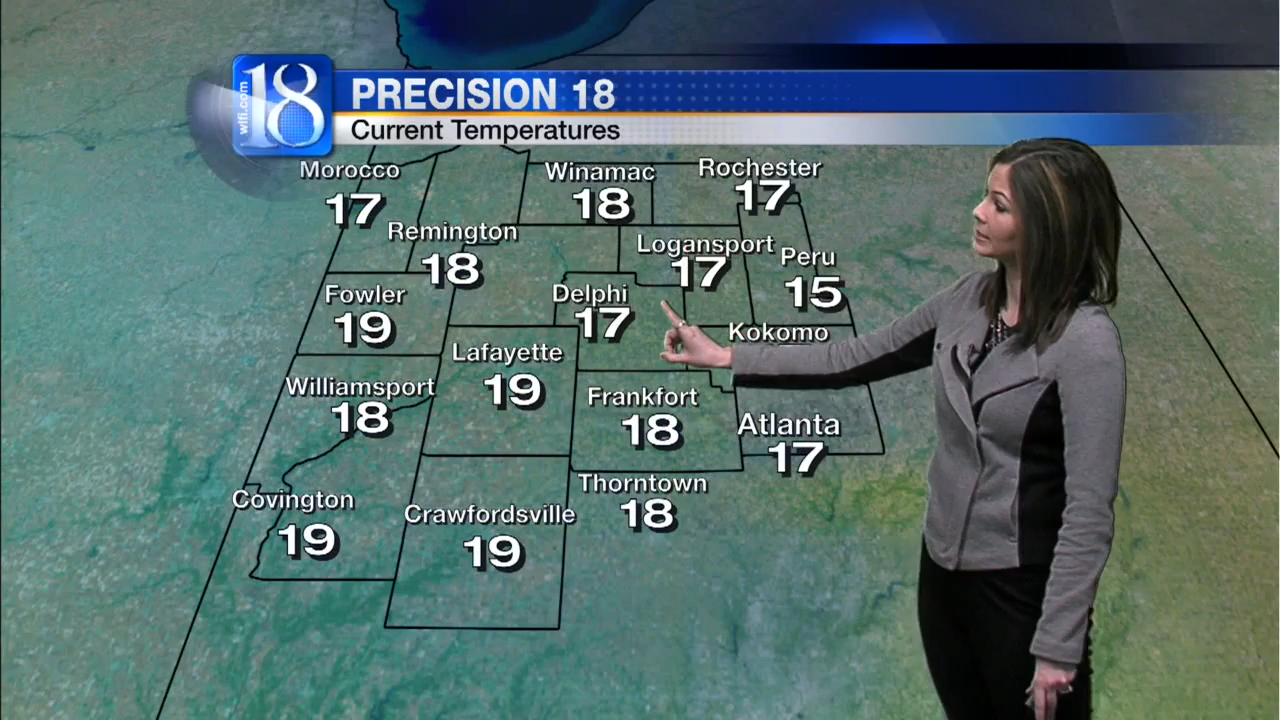 wlfi.com
18
PRECISION 18
Current Temperatures
Morocco
17
Winamac
18
Rochester
17
Remington
18
Logansport
17
Peru
15
Fowler
19
Delphi
17
Kokomo
Lafayette
19
Williamsport
18
Frankfort
18
Atlanta
17
Thorntown
18
Covington
19
Crawfordsville
19